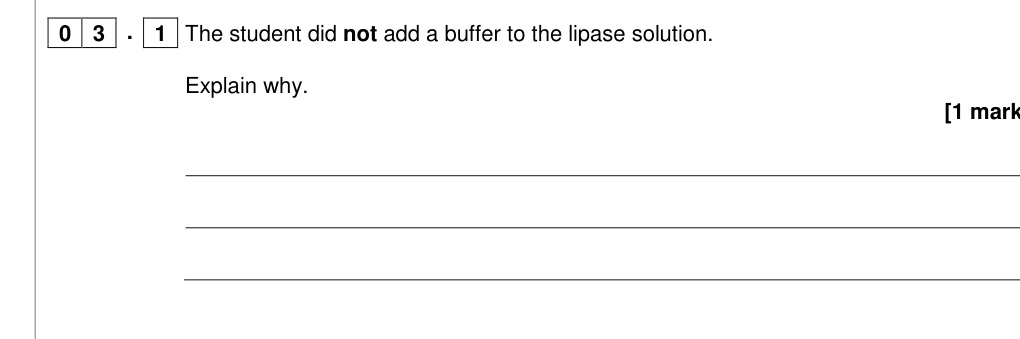 0 3 . 1 The student did not add a buffer to the lipase solution.
Explain why.
[1 mark